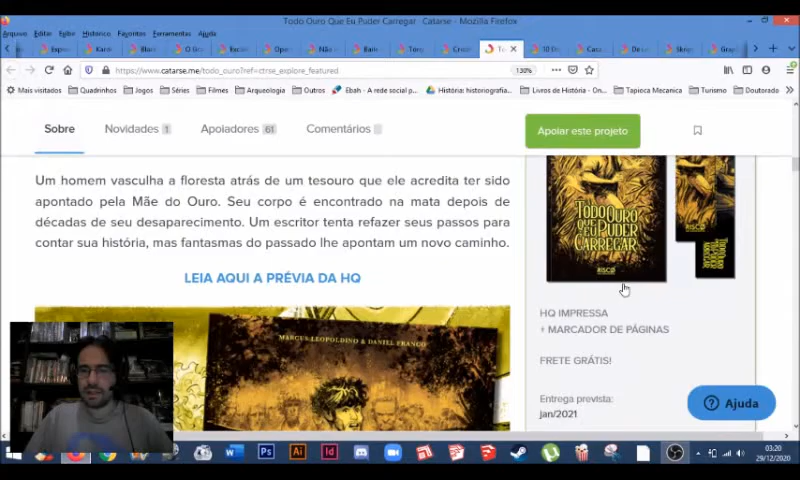 Todo Ouro Que Eu Puder Carregar · Catarse - Mozilla Firefox
Arquivo Editar Exibir Histórico Favoritos Ferramentas Ajuda
https://www.catarse.me/todo_ouro?ref=ctrse_explore_featured
130%
Mais visitados Quadrinhos Jogos Séries Filmes Arqueologia Outros Ebah - A rede social p... História: historiografia... Livros de História - On... Tapioca Mecanica Turismo Doutorado
Sobre Novidades 1 Apoiadores 61 Comentários
Apoiar este projeto
Um homem vasculha a floresta atrás de um tesouro que ele acredita ter sido
apontado pela Mãe do Ouro. Seu corpo é encontrado na mata depois de
décadas de seu desaparecimento. Um escritor tenta refazer seus passos para
contar sua história, mas fantasmas do passado lhe apontam um novo caminho.
LEIA AQUI A PRÉVIA DA HQ
MARCUS LEOPOLDINO & DANIEL FRANCO
TODO OURO
QUE EU PUDER
CARREGAR
RISCO
HQ IMPRESSA
+ MARCADOR DE PÁGINAS
FRETE GRÁTIS!
Entrega prevista:
jan/2021
Ajuda
03:20
29/12/2020